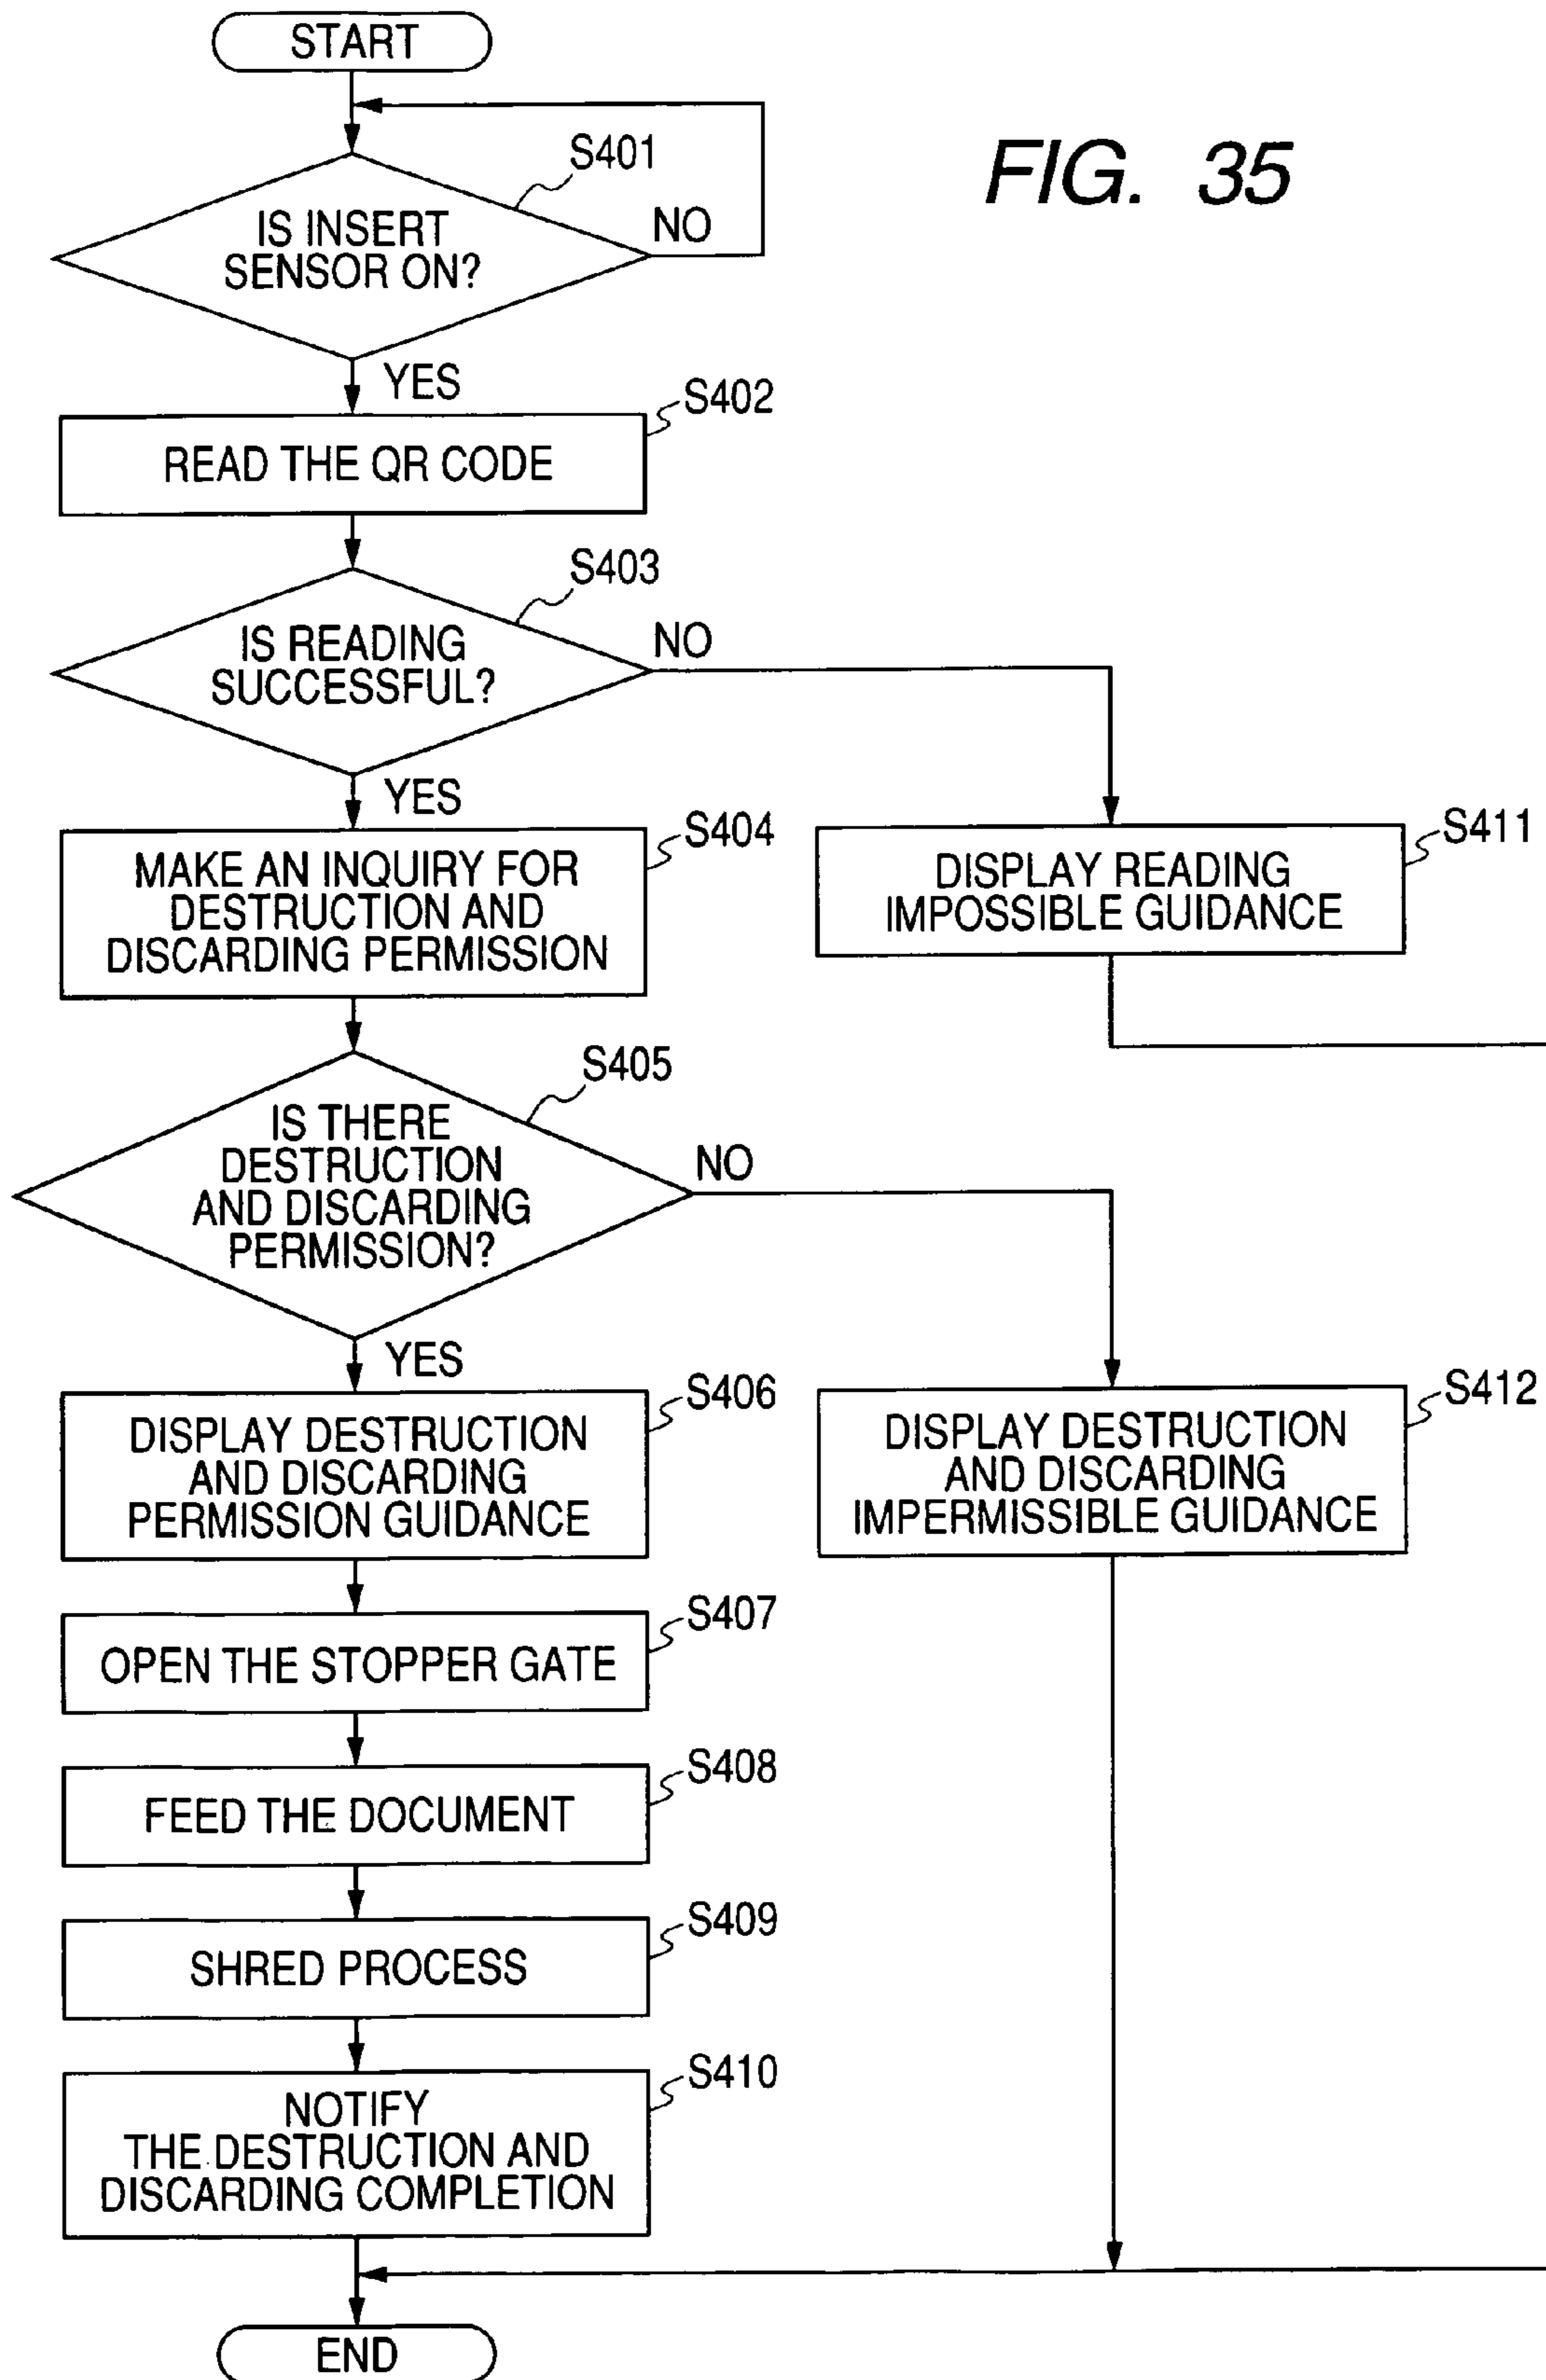 START
FIG. 35
S401
IS INSERT
SENSOR ON?
NO
YES
S402
READ THE QR CODE
S403
IS READING
SUCCESSFUL?
NO
YES
S404
MAKE AN INQUIRY FOR
DESTRUCTION AND
DISCARDING PERMISSION
S411
DISPLAY READING
IMPOSSIBLE GUIDANCE
S405
IS THERE
DESTRUCTION
AND DISCARDING
PERMISSION?
NO
YES
S406
DISPLAY DESTRUCTION
AND DISCARDING
PERMISSION GUIDANCE
S412
DISPLAY DESTRUCTION
AND DISCARDING
IMPERMISSIBLE GUIDANCE
S407
OPEN THE STOPPER GATE
S408
FEED THE DOCUMENT
S409
SHRED PROCESS
S410
NOTIFY
THE DESTRUCTION AND
DISCARDING COMPLETION
END